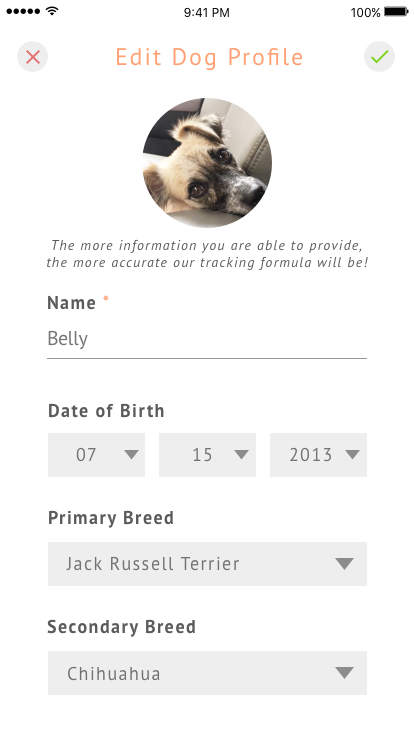 9:41 PM 100%
Edit Dog Profile
The more information you are able to provide,
the more accurate our tracking formula will be!
Name *
Belly
Date of Birth
07 15 2013
Primary Breed
Jack Russell Terrier
Secondary Breed
Chihuahua